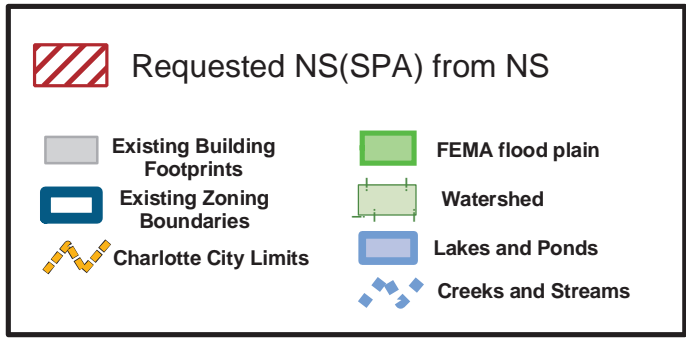 Requested NS(SPA) from NS
Existing Building
Footprints
Existing Zoning
Boundaries
Charlotte City Limits
FEMA flood plain
Watershed
Lakes and Ponds
Creeks and Streams